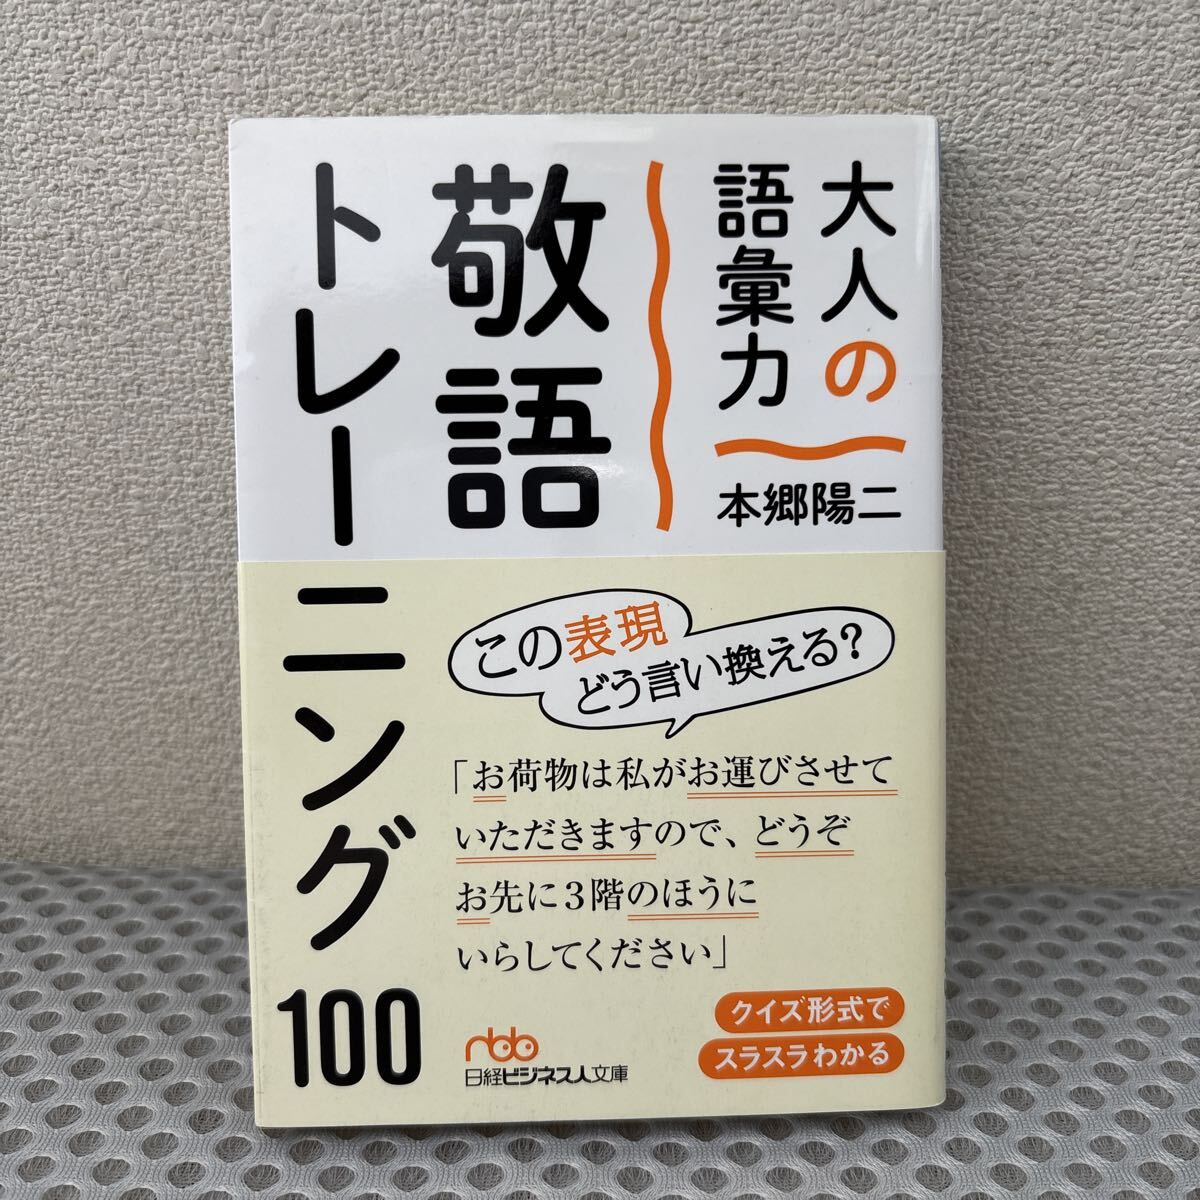 大人の
語彙力
敬語
トレーニング
100
本郷陽二
この表現
どう言い換える?
「お荷物は私がお運びさせて
いただきますので、どうぞ
お先に3階のほうに
いらしてください」
クイズ形式で
スラスラわかる
nbb
日経ビジネス人文庫